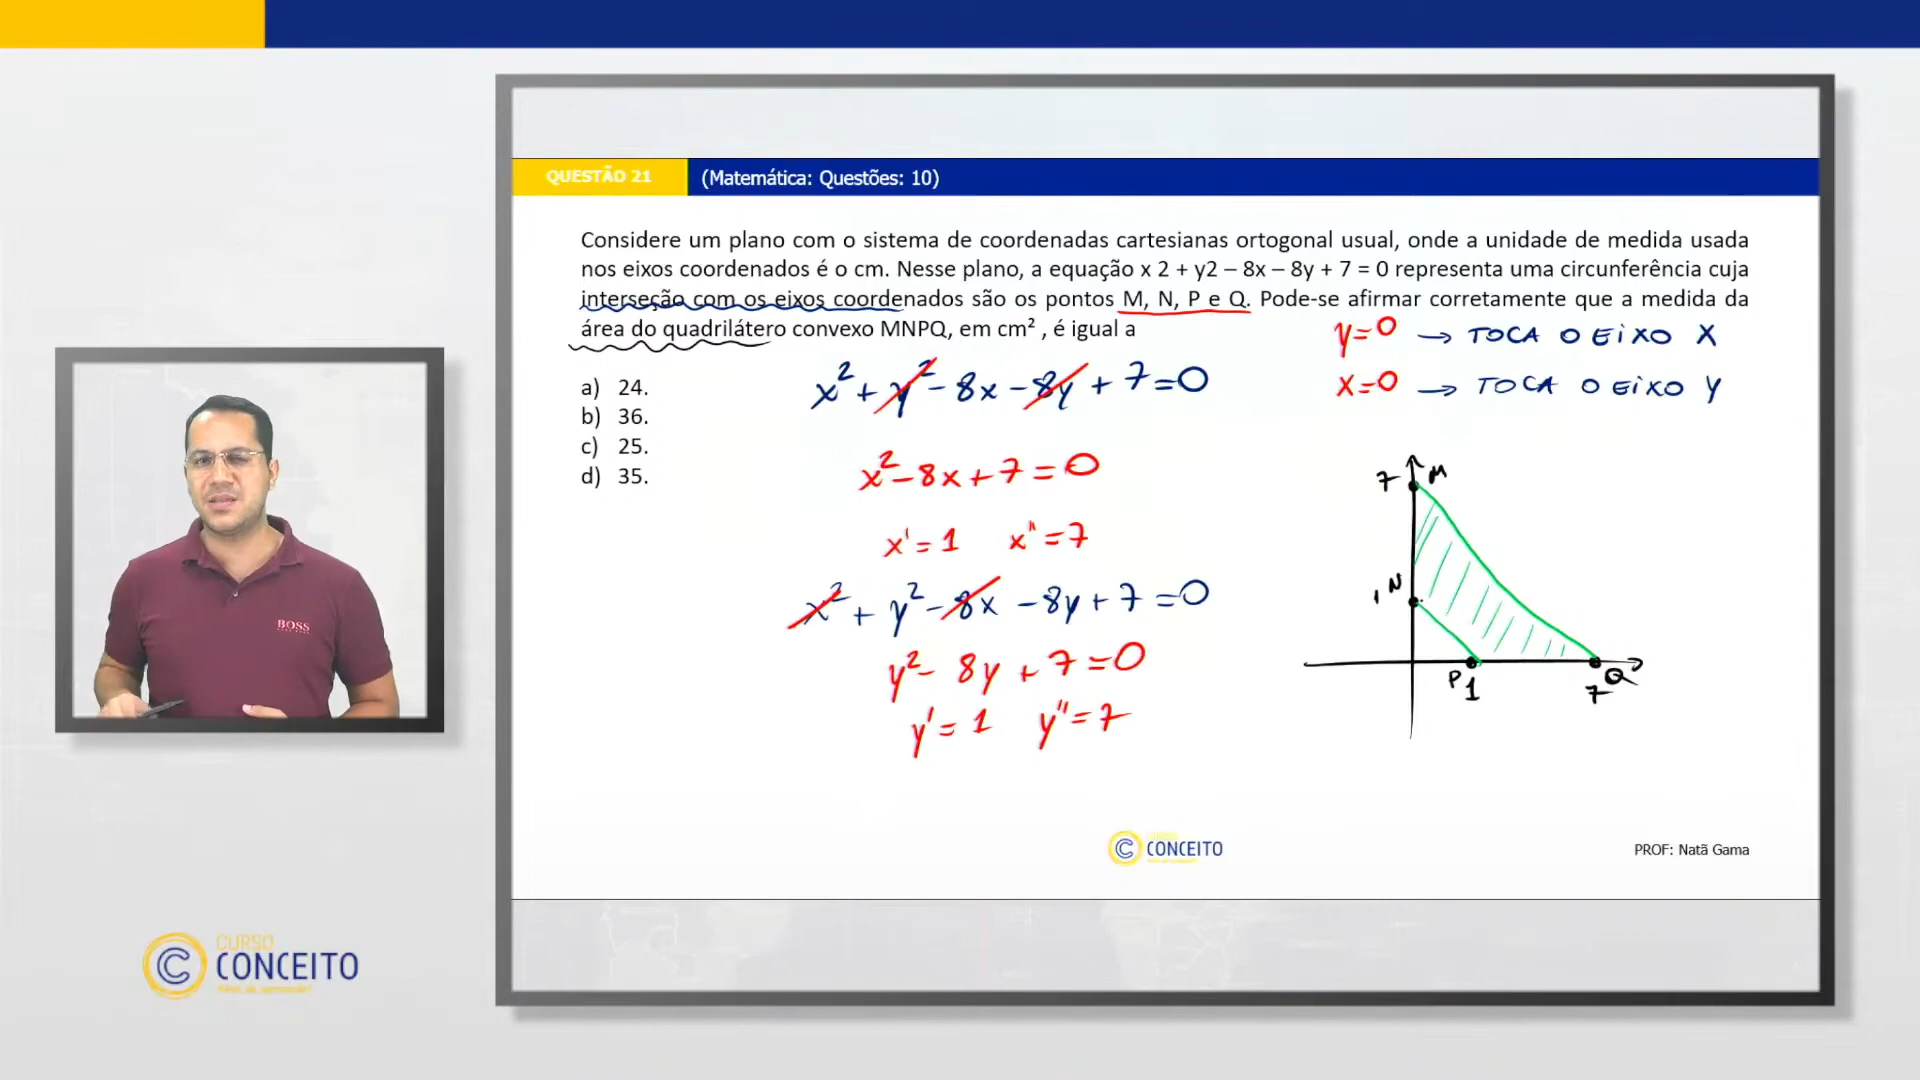 QUESTÃO 21
(Matemática: Questões: 10)
Considere um plano com o sistema de coordenadas cartesianas ortogonal usual, onde a unidade de medida usada
nos eixos coordenados é o cm. Nesse plano, a equação x 2 + y2 – 8x – 8y + 7 = 0 representa uma circunferência cuja
interseção com os eixos coordenados são os pontos M, N, P e Q. Pode-se afirmar corretamente que a medida da
área do quadrilátero convexo MNPQ, em cm² , é igual a
a) 24.
b) 36.
c) 25.
d) 35.
y=0 → TOCA O EIXO X
x=0 → TOCA O EIXO Y
x² + y² - 8x - 8y + 7 = 0
x² - 8x + 7 = 0
x' = 1 x'' = 7
x² + y² - 8x - 8y + 7 = 0
y² - 8y + 7 = 0
y' = 1 y'' = 7
7 M
1 N
P 1
7 Q
BOSS
CURSO
CONCEITO
CONCEITO
PROF: Natã Gama